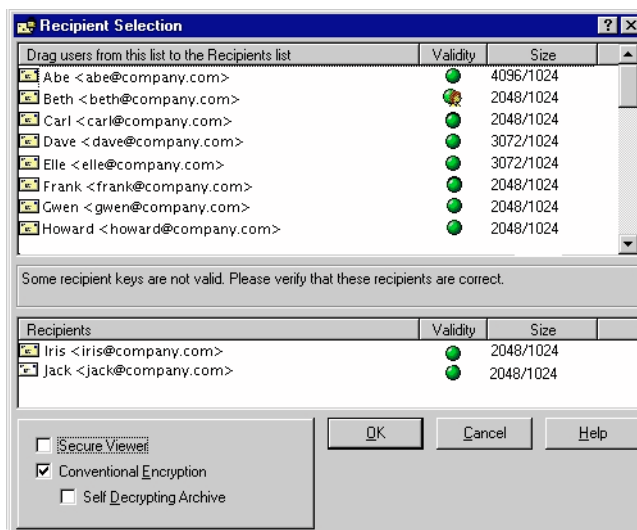 Recipient Selection
Drag users from this list to the Recipients list Validity Size
Abe <abe@company.com> 4096/1024
Beth <beth@company.com> 2048/1024
Carl <carl@company.com> 2048/1024
Dave <dave@company.com> 3072/1024
Elle <elle@company.com> 3072/1024
Frank <frank@company.com> 2048/1024
Gwen <gwen@company.com> 2048/1024
Howard <howard@company.com> 2048/1024
Some recipient keys are not valid. Please verify that these recipients are correct.
Recipients Validity Size
Iris <iris@company.com> 2048/1024
Jack <jack@company.com> 2048/1024
OK Cancel Help
Secure Viewer
Conventional Encryption
Self Decrypting Archive